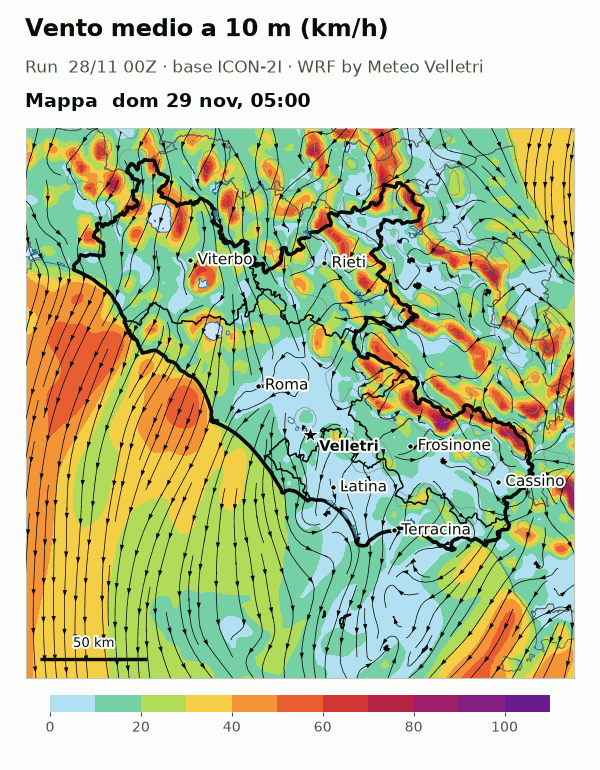 Vento medio a 10 m (km/h)
Run  28/11 00Z · base ICON-2I · WRF by Meteo Velletri
Mappa  dom 29 nov, 05:00
Viterbo
Rieti
Roma
Velletri
Frosinone
Cassino
Latina
Terracina
50 km
0 20 40 60 80 100